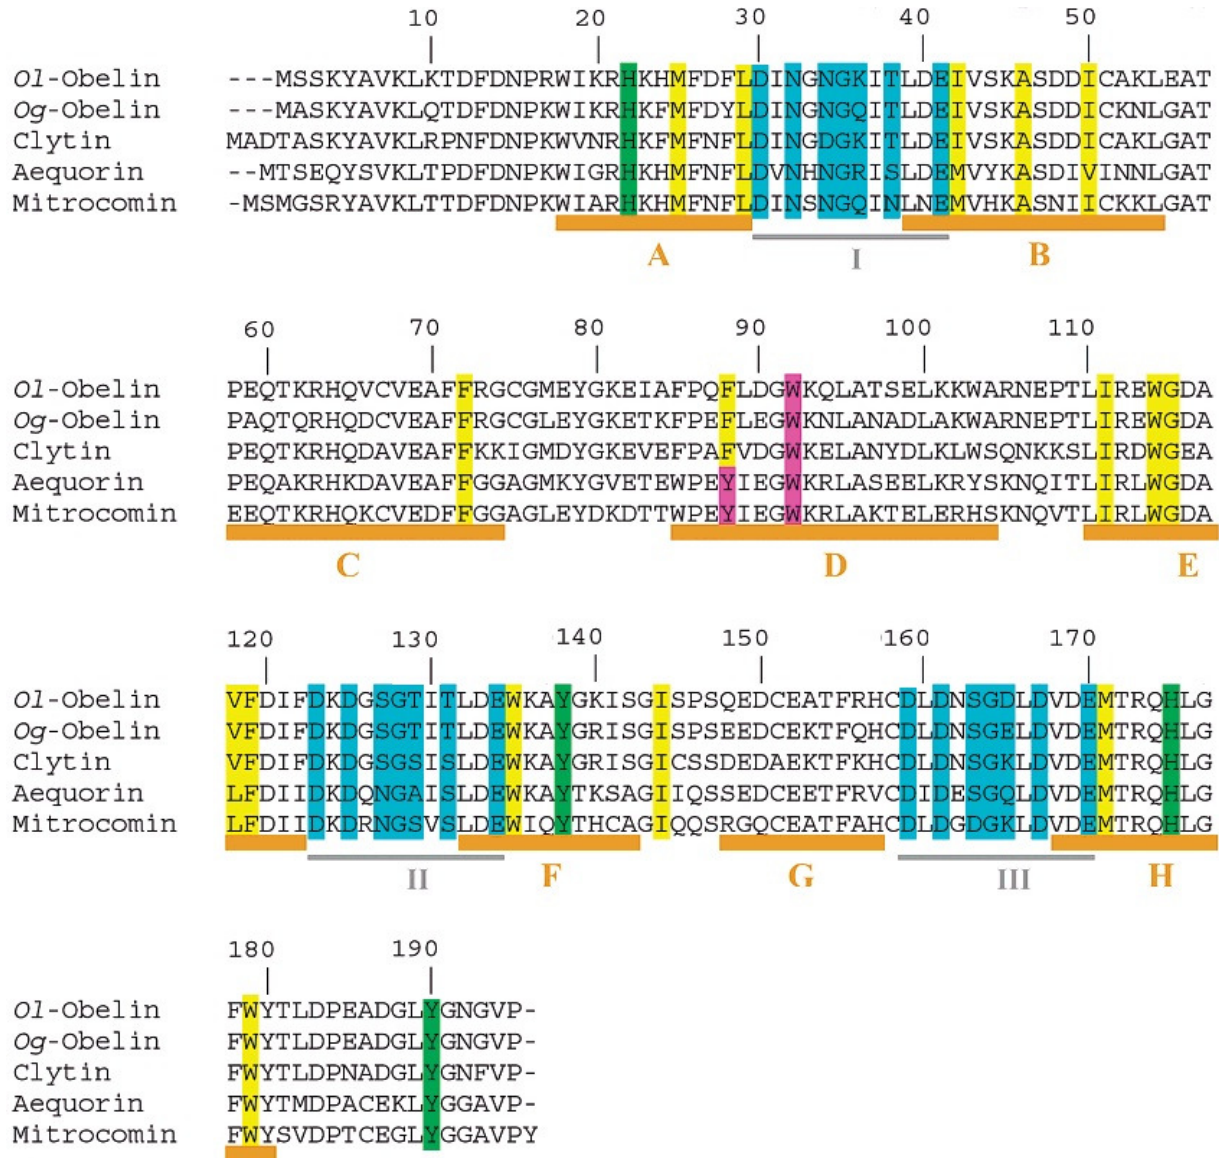 10 20 30 40 50
Ol-Obelin ---MSSKYAVKLKTDFDNPRWIKRHKHMFDFLDINGNGKITLDEIVSKASDDICAKLEAT
Og-Obelin ---MASKYAVKLQTDFDNPKWIKRHKFMFDYLDINGNGQITLDEIVSKASDDICKNLGAT
Clytin MADTASKYAVKLRPNFDNPKWVNRHKFMFNFLDINGDGKITLDEIVSKASDDICAKLGAT
Aequorin --MTSEQYSVKLTPDFDNPKWIGRHKHMFNFLDVNHNGRISLDEMVYKASDIVINNLGAT
Mitrocomin -MSMGSRYAVKLTTDFDNPKWIARHKHMFNFLDINSNGQINLNEMVHKASNIICKKLGAT
A I B
60 70 80 90 100 110
Ol-Obelin PEQTKRHQVCVEAFFRGCGMEYGKEIAFPQFLDGWKQLATSELKKWARNEPTLIREWGDA
Og-Obelin PAQTQRHQDCVEAFFRGCGLEYGKETKFPEFLEGWKNLANADLAKWARNEPTLIREWGDA
Clytin PEQTKRHQDAVEAFFKKIGMDYGKEVEFPAFVDGWKELANYDLKLWSQNKKSLIRDWGEA
Aequorin PEQAKRHKDAVEAFFGGAGMKYGVETEWPEYIEGWKRLASEELKRYSKNQITLIRLWGDA
Mitrocomin EEQTKRHQKCVEDFFGGAGLEYDKDTTWPEYIEGWKRLAKTELERHSKNQVTLIRLWGDA
C D E
120 130 140 150 160 170
Ol-Obelin VFDIFDKDGSGTITLDEWKAYGKISGISPSQEDCEATFRHCDLDNSGDLDVDEMTRQHLG
Og-Obelin VFDIFDKDGSGTITLDEWKAYGRISGISPSEEDCEKTFQHCDLDNSGELDVDEMTRQHLG
Clytin VFDIFDKDGSGSISLDEWKAYGRISGICSSDEDAEKTFKHCDLDNSGKLDVDEMTRQHLG
Aequorin LFDIIDKDQNGAISLDEWKAYTKSAGIIQSSEDCEETFRVCDIDESGQLDVDEMTRQHLG
Mitrocomin LFDIIDKDRNGSVSLDEWIQYTHCAGIQQSRGQCEATFAHCDLDGDGKLDVDEMTRQHLG
II F G III H
180 190
Ol-Obelin FWYTLDPEADGLYGNGVP-
Og-Obelin FWYTLDPEADGLYGNGVP-
Clytin FWYTLDPNADGLYGNFVP-
Aequorin FWYTMDPACEKLYGGAVP-
Mitrocomin FWYSVDPTCEGLYGGAVPY